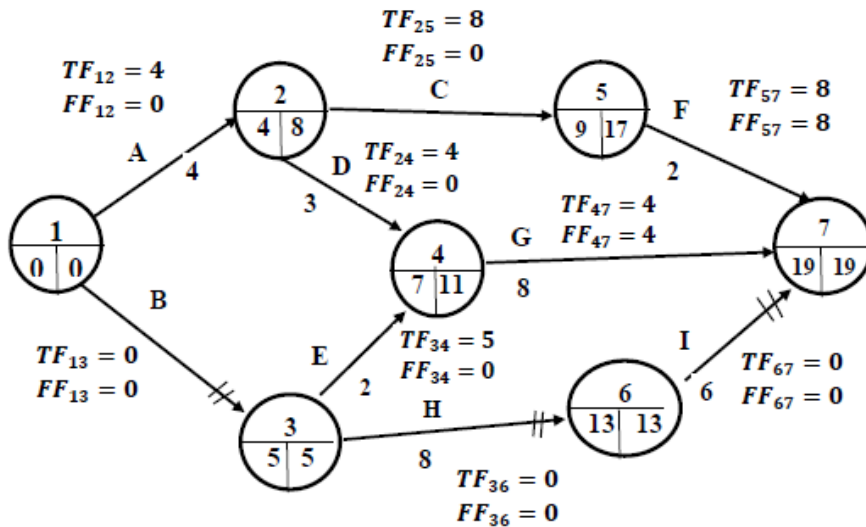 TF₂₅ = 8
FF₂₅ = 0
TF₁₂ = 4
FF₁₂ = 0
C
2
4 8
5
9 17
F
TF₅₇ = 8
FF₅₇ = 8
A
4
D
TF₂₄ = 4
FF₂₄ = 0
3
2
TF₄₇ = 4
FF₄₇ = 4
1
0 0
G
8
4
7 11
7
19 19
B
E
2
TF₃₄ = 5
FF₃₄ = 0
TF₁₃ = 0
FF₁₃ = 0
I
6
TF₆₇ = 0
FF₆₇ = 0
3
5 5
H
8
6
13 13
TF₃₆ = 0
FF₃₆ = 0